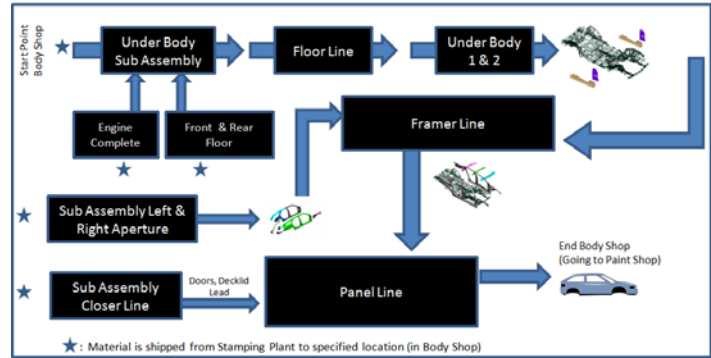 Start Point
Body Shop
Under Body
Sub Assembly
Floor Line
Under Body
1 & 2
Engine
Complete
Front & Rear
Floor
Framer Line
Sub Assembly Left &
Right Aperture
Sub Assembly
Closer Line
Doors, Decklid
Lead
Panel Line
End Body Shop
(Going to Paint Shop)
: Material is shipped from Stamping Plant to specified location (in Body Shop)